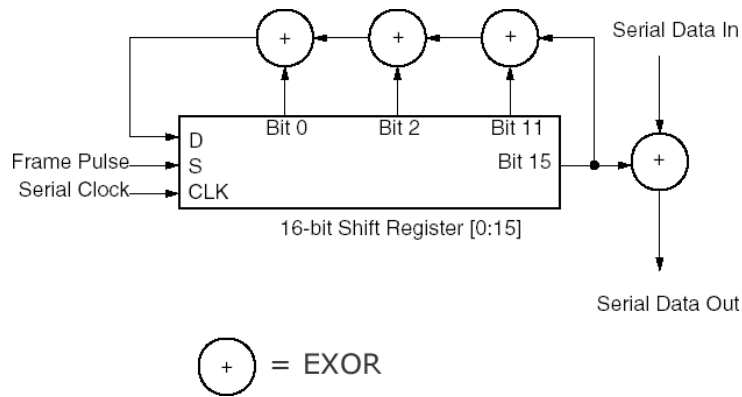 Serial Data In
+
+
+
Bit 0
Bit 2
Bit 11
D
Frame Pulse
S
Bit 15
+
Serial Clock
CLK
16-bit Shift Register [0:15]
Serial Data Out
+ = EXOR